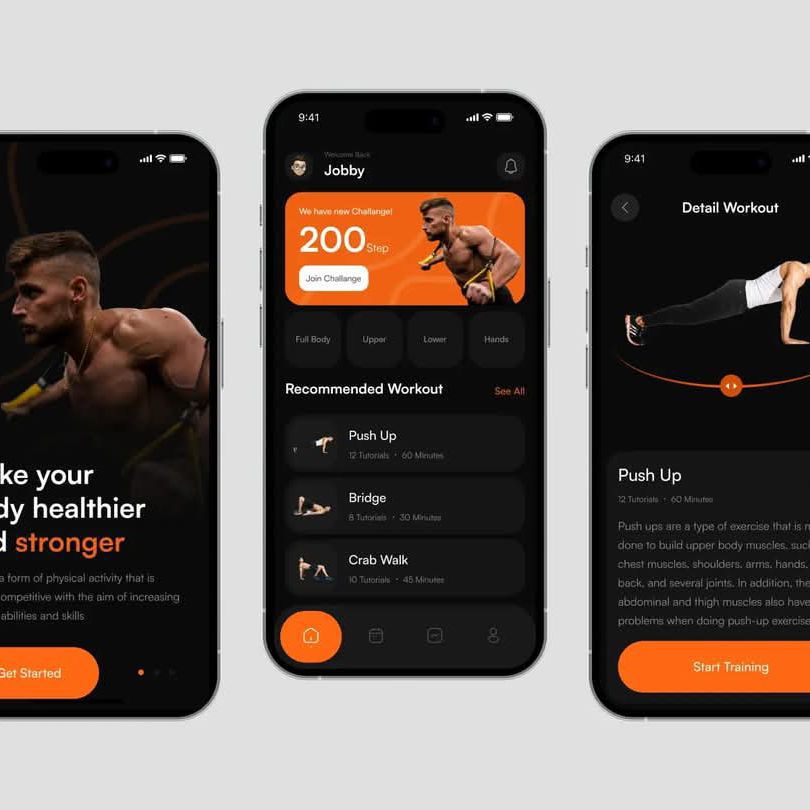 ke your
dy healthier
d stronger
a form of physical activity that is
ompetitive with the aim of increasing
abilities and skills
Get Started
9:41
Welcome Back
Jobby
We have new Challange!
200 Step
Join Challange
Full Body
Upper
Lower
Hands
Recommended Workout
See All
Push Up
12 Tutorials • 60 Minutes
Bridge
8 Tutorials • 30 Minutes
Crab Walk
10 Tutorials • 45 Minutes
9:41
Detail Workout
Push Up
12 Tutorials • 60 Minutes
Push ups are a type of exercise that is
done to build upper body muscles, suc
chest muscles, shoulders, arms, hands,
back, and several joints. In addition, the
abdominal and thigh muscles also have
problems when doing push-up exercise
Start Training